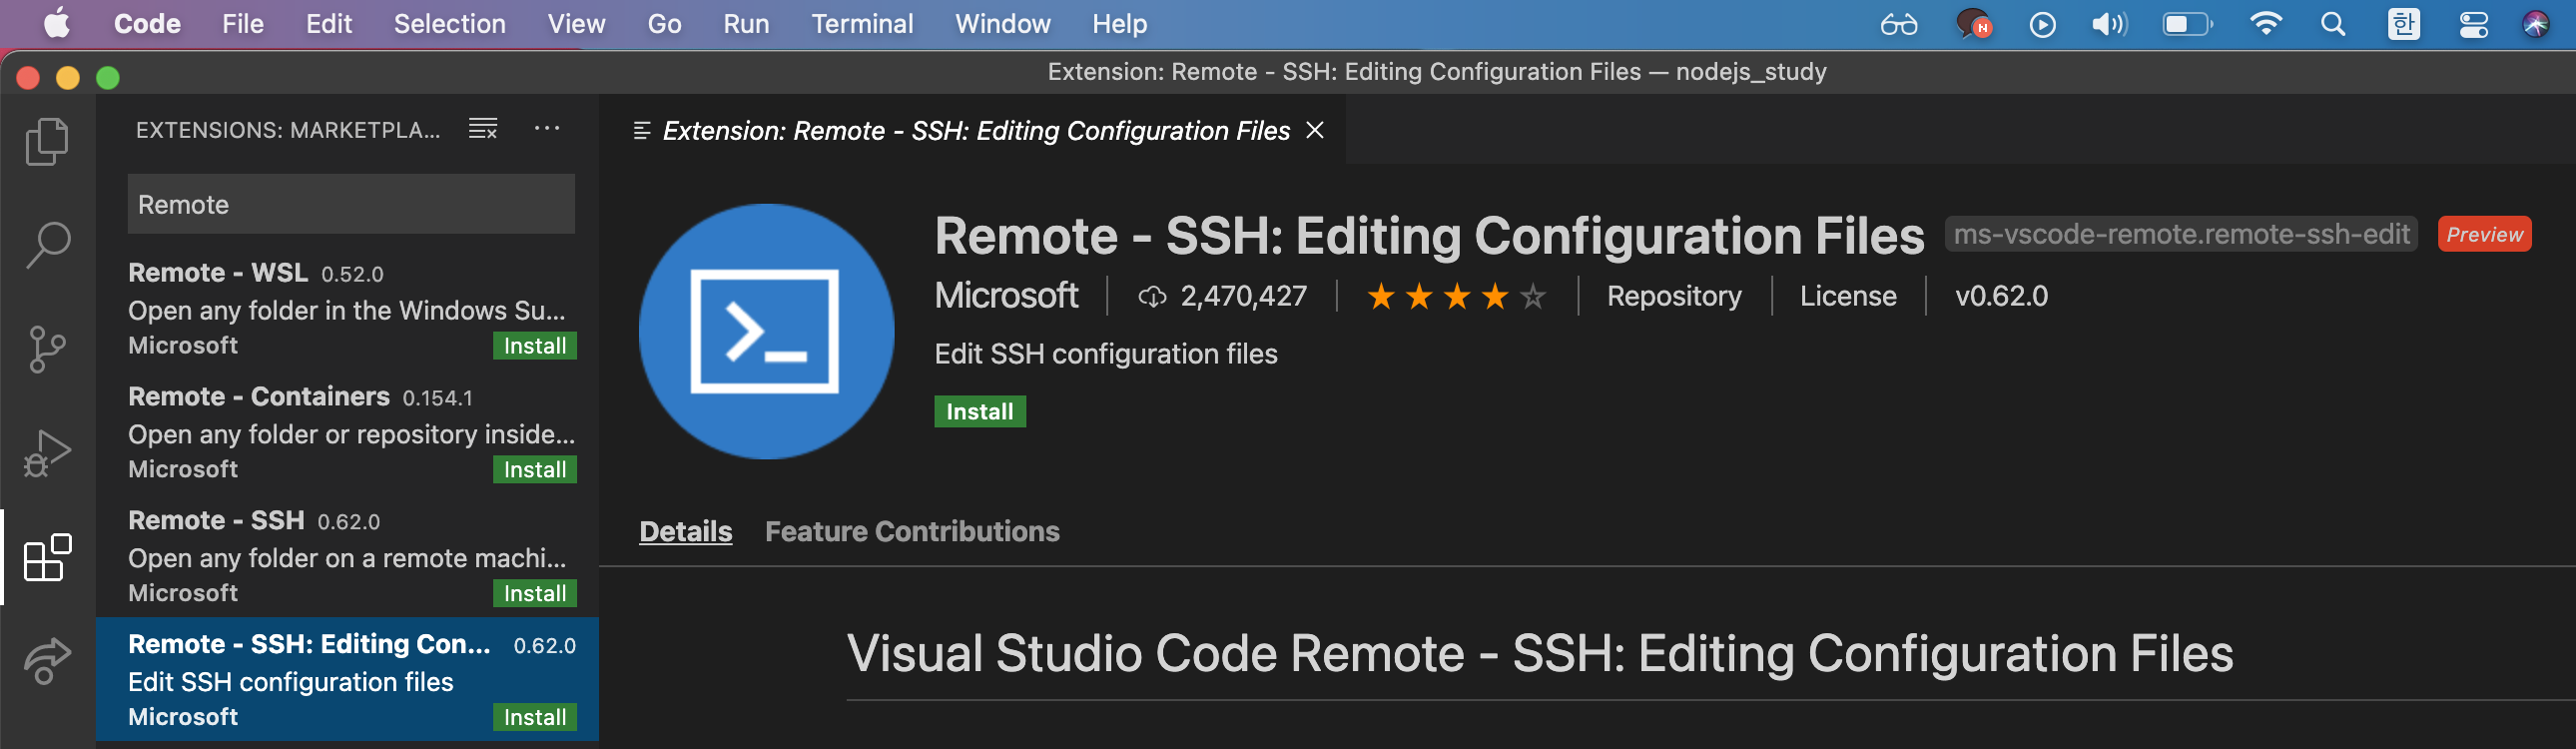 Code File Edit Selection View Go Run Terminal Window Help N 한
Extension: Remote - SSH: Editing Configuration Files — nodejs_study
EXTENSIONS: MARKETPLA...
Remote
Remote - WSL 0.52.0
Open any folder in the Windows Su...
Microsoft Install
Remote - Containers 0.154.1
Open any folder or repository inside...
Microsoft Install
Remote - SSH 0.62.0
Open any folder on a remote machi...
Microsoft Install
Remote - SSH: Editing Con... 0.62.0
Edit SSH configuration files
Microsoft Install
Extension: Remote - SSH: Editing Configuration Files
Remote - SSH: Editing Configuration Files ms-vscode-remote.remote-ssh-edit Preview
Microsoft 2,470,427 Repository License v0.62.0
Edit SSH configuration files
Install
Details Feature Contributions
Visual Studio Code Remote - SSH: Editing Configuration Files